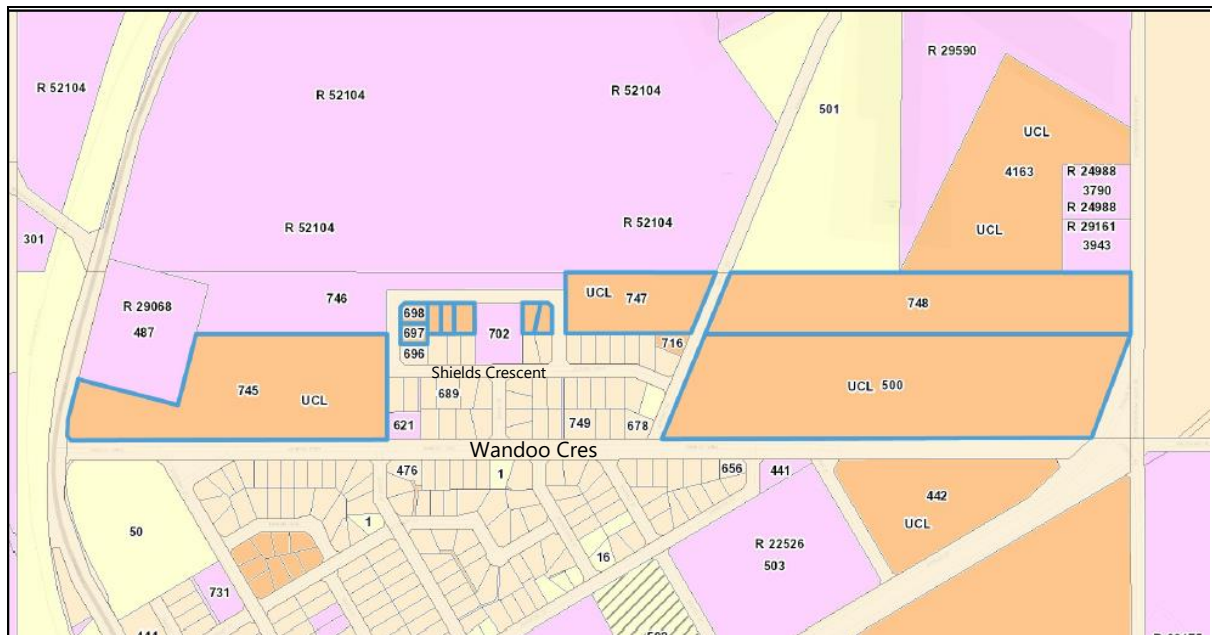 R 29590
R 52104
R 52104
R 52104
501
UCL
4163
R 24988
3790
R 24988
R 29161
3943
UCL
R 52104
R 52104
301
R 29068
487
746
UCL 747
748
698
697
702
696
716
Shields Crescent
745
UCL
689
UCL 500
621
749
678
Wandoo Cres
476
1
656
441
442
UCL
50
1
16
R 22526
503
731